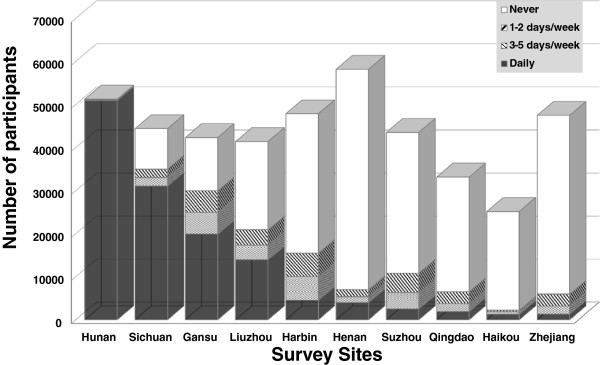 Never
1-2 days/week
3-5 days/week
Daily
Number of participants
70000
60000
50000
40000
30000
20000
10000
0
Hunan Sichuan Gansu Liuzhou Harbin Henan Suzhou Qingdao Haikou Zhejiang
Survey Sites